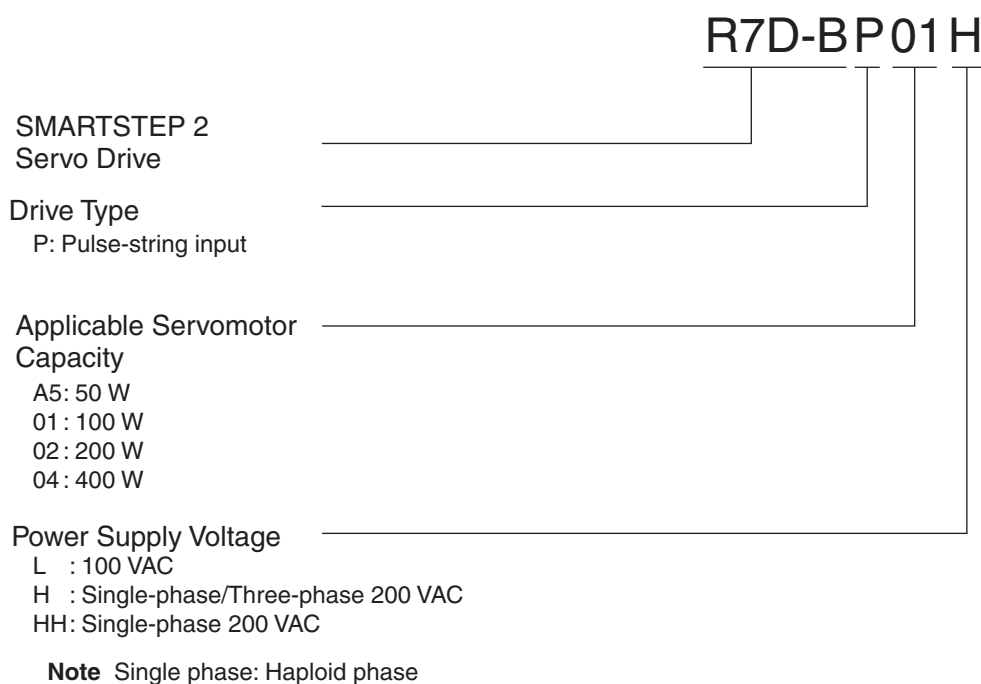 R7D-BP01H
SMARTSTEP 2
Servo Drive
Drive Type
P: Pulse-string input
Applicable Servomotor
Capacity
A5: 50 W
01: 100 W
02: 200 W
04: 400 W
Power Supply Voltage
L : 100 VAC
H : Single-phase/Three-phase 200 VAC
HH: Single-phase 200 VAC
Note Single phase: Haploid phase